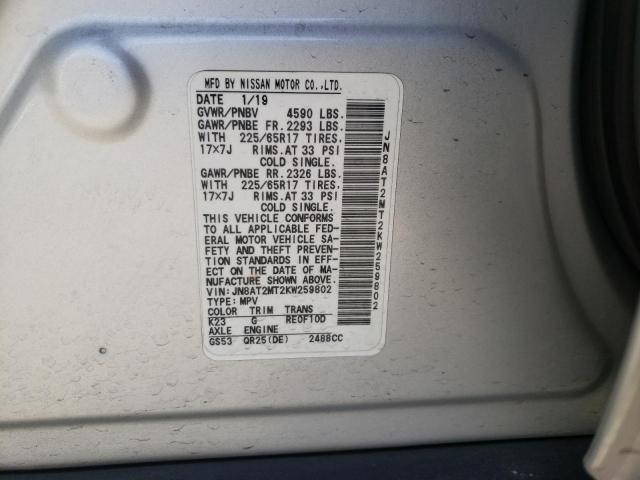 MFD BY NISSAN MOTOR CO.,LTD.
DATE 1/19
GVWR/PNBV 4590 LBS.
GAWR/PNBE FR. 2293 LBS.
WITH 225/65R17 TIRES,
17X7J RIMS.AT 33 PSI
COLD SINGLE.
GAWR/PNBE RR. 2326 LBS.
WITH 225/65R17 TIRES,
17X7J RIMS.AT 33 PSI
COLD SINGLE.
THIS VEHICLE CONFORMS
TO ALL APPLICABLE FED-
ERAL MOTOR VEHICLE SA-
FETY AND THEFT PREVEN-
TION STANDARDS IN EFF-
ECT ON THE DATE OF MA-
NUFACTURE SHOWN ABOVE.
VIN:JN8AT2MT2KW259802
TYPE:MPV
COLOR TRIM TRANS
K23 G RE0F10D
AXLE ENGINE
GS53 QR25(DE) 2488CC
JN8AT2MT2KW259802